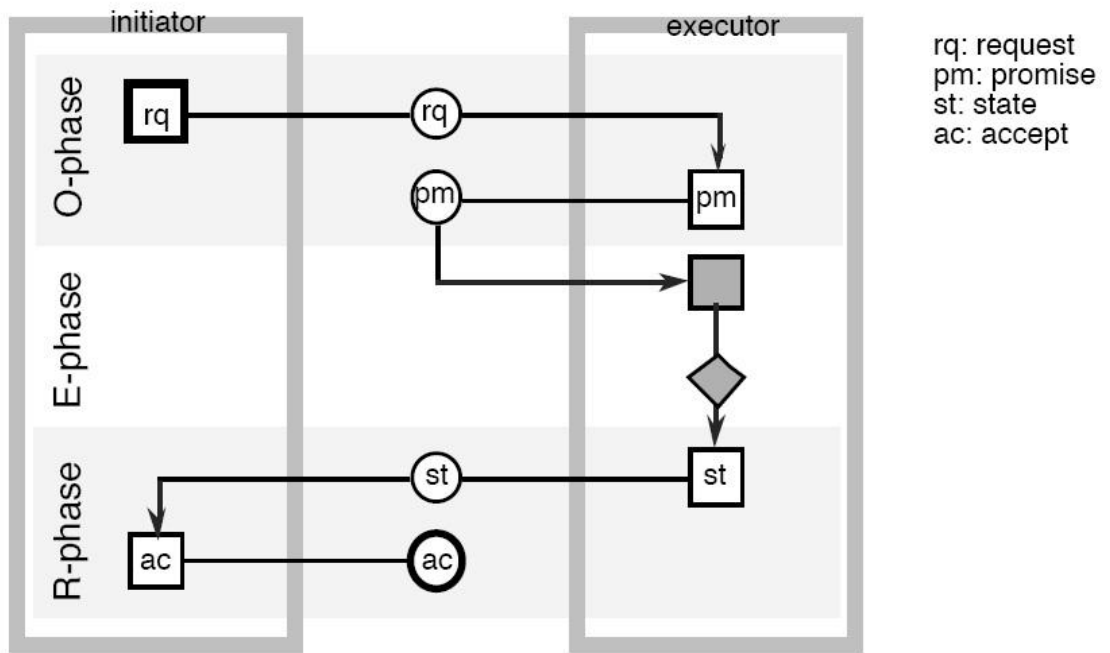 initiator
executor
rq: request
pm: promise
st: state
ac: accept
O-phase
rq
rq
pm
pm
E-phase
R-phase
st
st
ac
ac